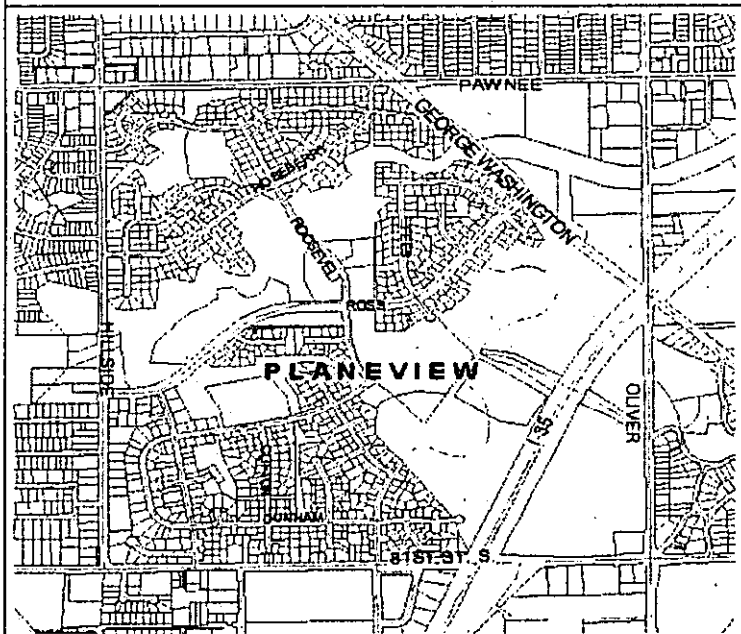 PAWNEE
GEORGE WASHINGTON
ROOSEVELT
ROSS
HILLSIDE
PLANEVIEW
I-35
OLIVER
DUNHAM
31ST ST S